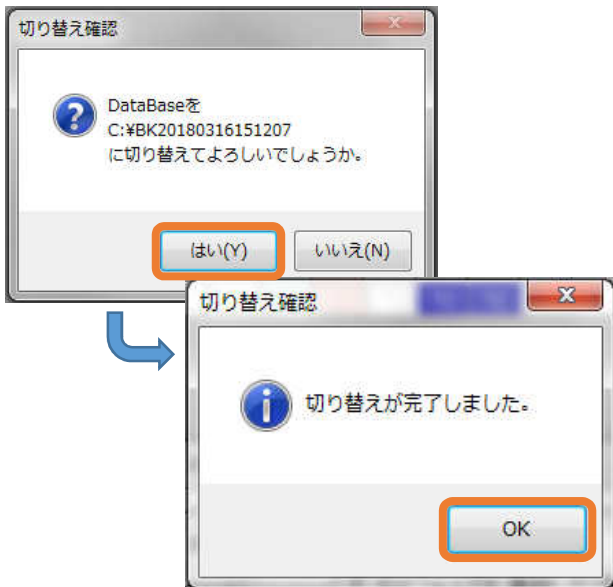 切り替え確認
DataBaseを
C:¥BK20180316151207
に切り替えてよろしいでしょうか。
はい(Y)
いいえ(N)
切り替え確認
切り替えが完了しました。
OK